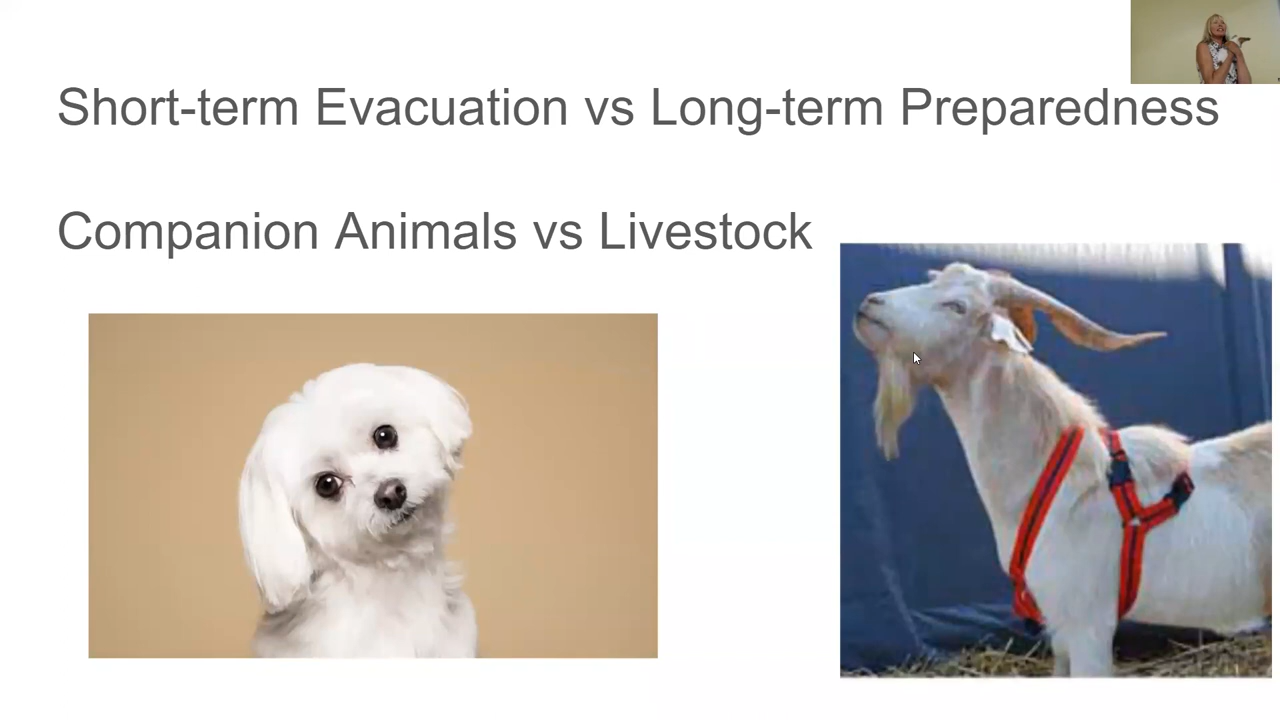 Short-term Evacuation vs Long-term Preparedness
Companion Animals vs Livestock